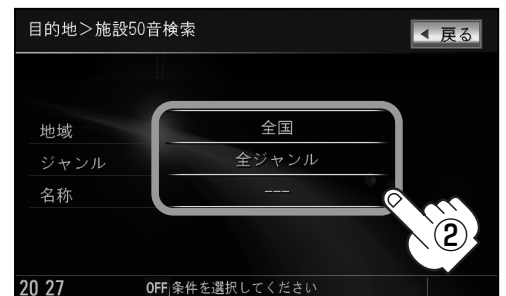 目的地＞施設50音検索
◀ 戻る
地域 全国
ジャンル 全ジャンル
名称 ---
②
20 27 OFF 条件を選択してください